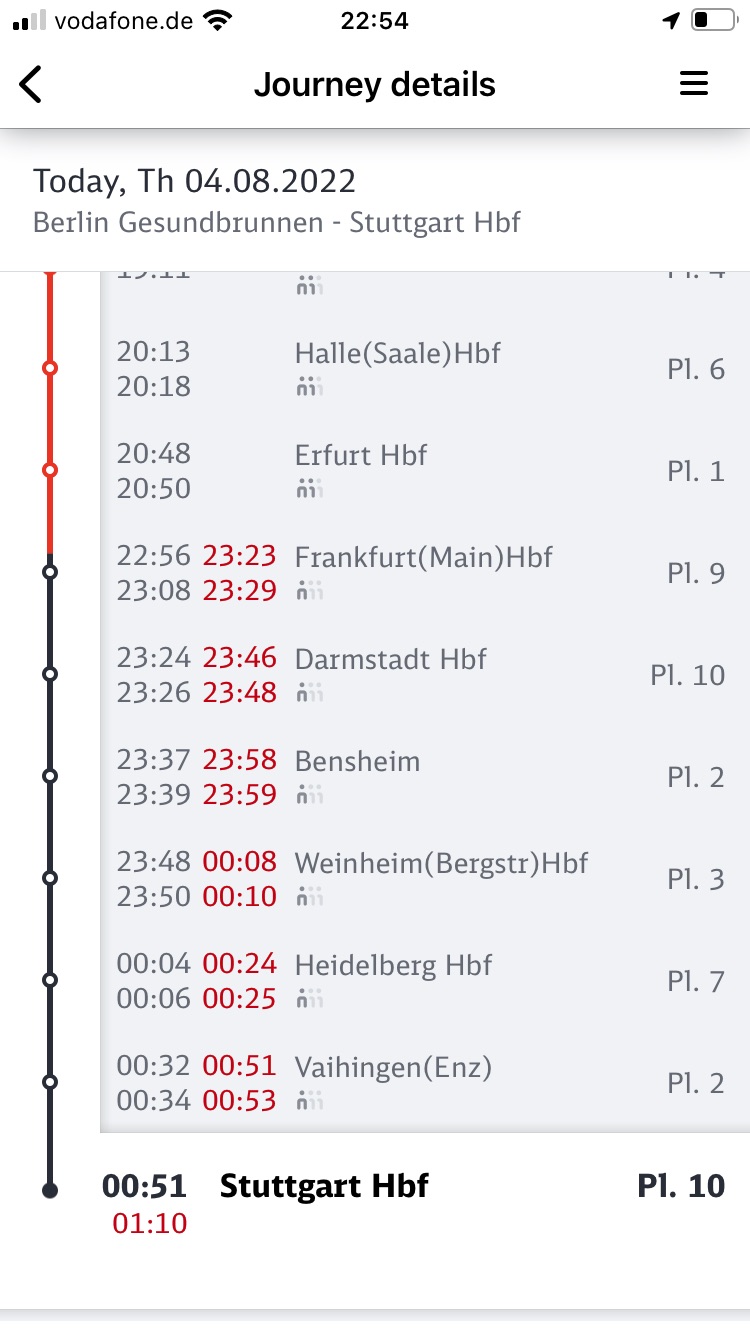 vodafone.de 22:54
Journey details
Today, Th 04.08.2022
Berlin Gesundbrunnen - Stuttgart Hbf
20:13 Halle(Saale)Hbf Pl. 6
20:18
20:48 Erfurt Hbf Pl. 1
20:50
22:56 23:23 Frankfurt(Main)Hbf Pl. 9
23:08 23:29
23:24 23:46 Darmstadt Hbf Pl. 10
23:26 23:48
23:37 23:58 Bensheim Pl. 2
23:39 23:59
23:48 00:08 Weinheim(Bergstr)Hbf Pl. 3
23:50 00:10
00:04 00:24 Heidelberg Hbf Pl. 7
00:06 00:25
00:32 00:51 Vaihingen(Enz) Pl. 2
00:34 00:53
00:51 Stuttgart Hbf Pl. 10
01:10